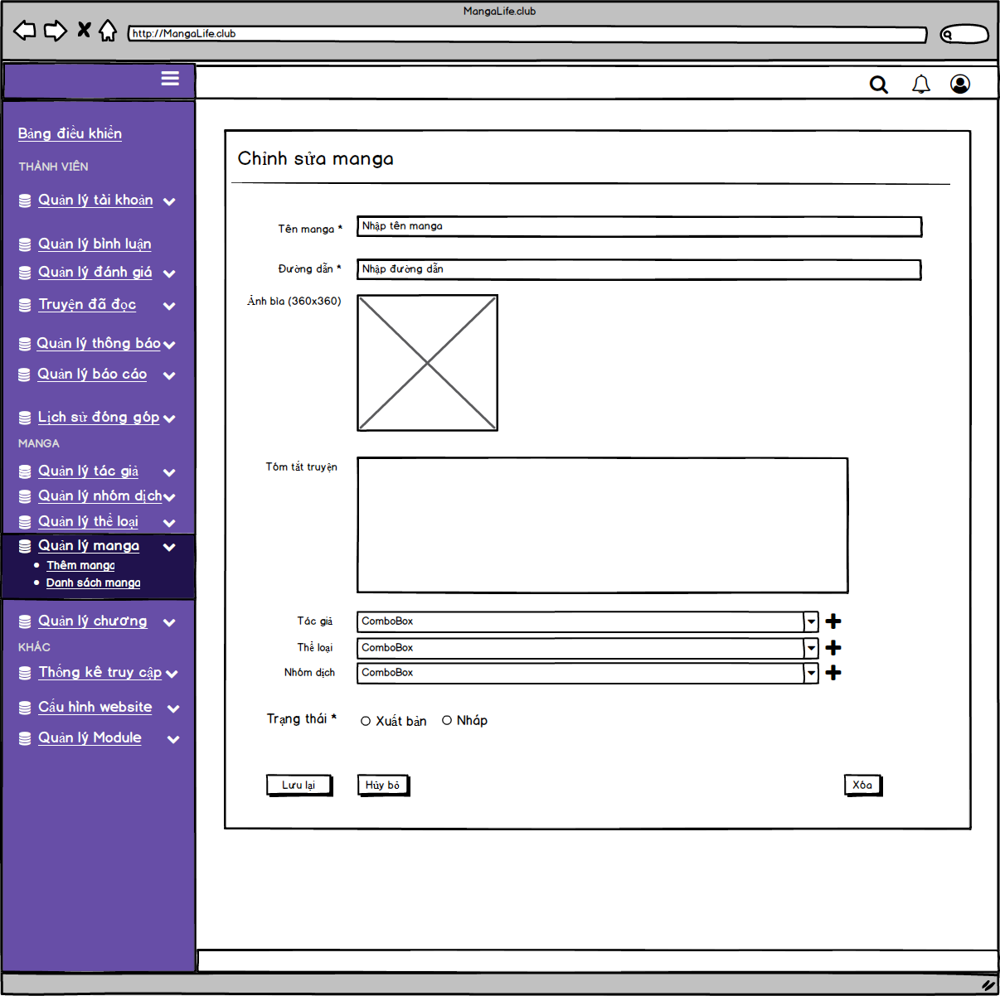 MangaLife.club
http://MangaLife.club
Bảng điều khiển
THÀNH VIÊN
Quản lý tài khoản
Quản lý bình luận
Quản lý đánh giá
Truyện đã đọc
Quản lý thông báo
Quản lý báo cáo
Lịch sử đóng góp
MANGA
Quản lý tác giả
Quản lý nhóm dịch
Quản lý thể loại
Quản lý manga
Thêm manga
Danh sách manga
Quản lý chương
KHÁC
Thống kê truy cập
Cấu hình website
Quản lý Module
Chỉnh sửa manga
Tên manga * Nhập tên manga
Đường dẫn * Nhập đường dẫn
Ảnh bìa (360x360)
Tóm tắt truyện
Tác giả ComboBox
Thể loại ComboBox
Nhóm dịch ComboBox
Trạng thái * Xuất bản Nháp
Lưu lại Hủy bỏ Xóa